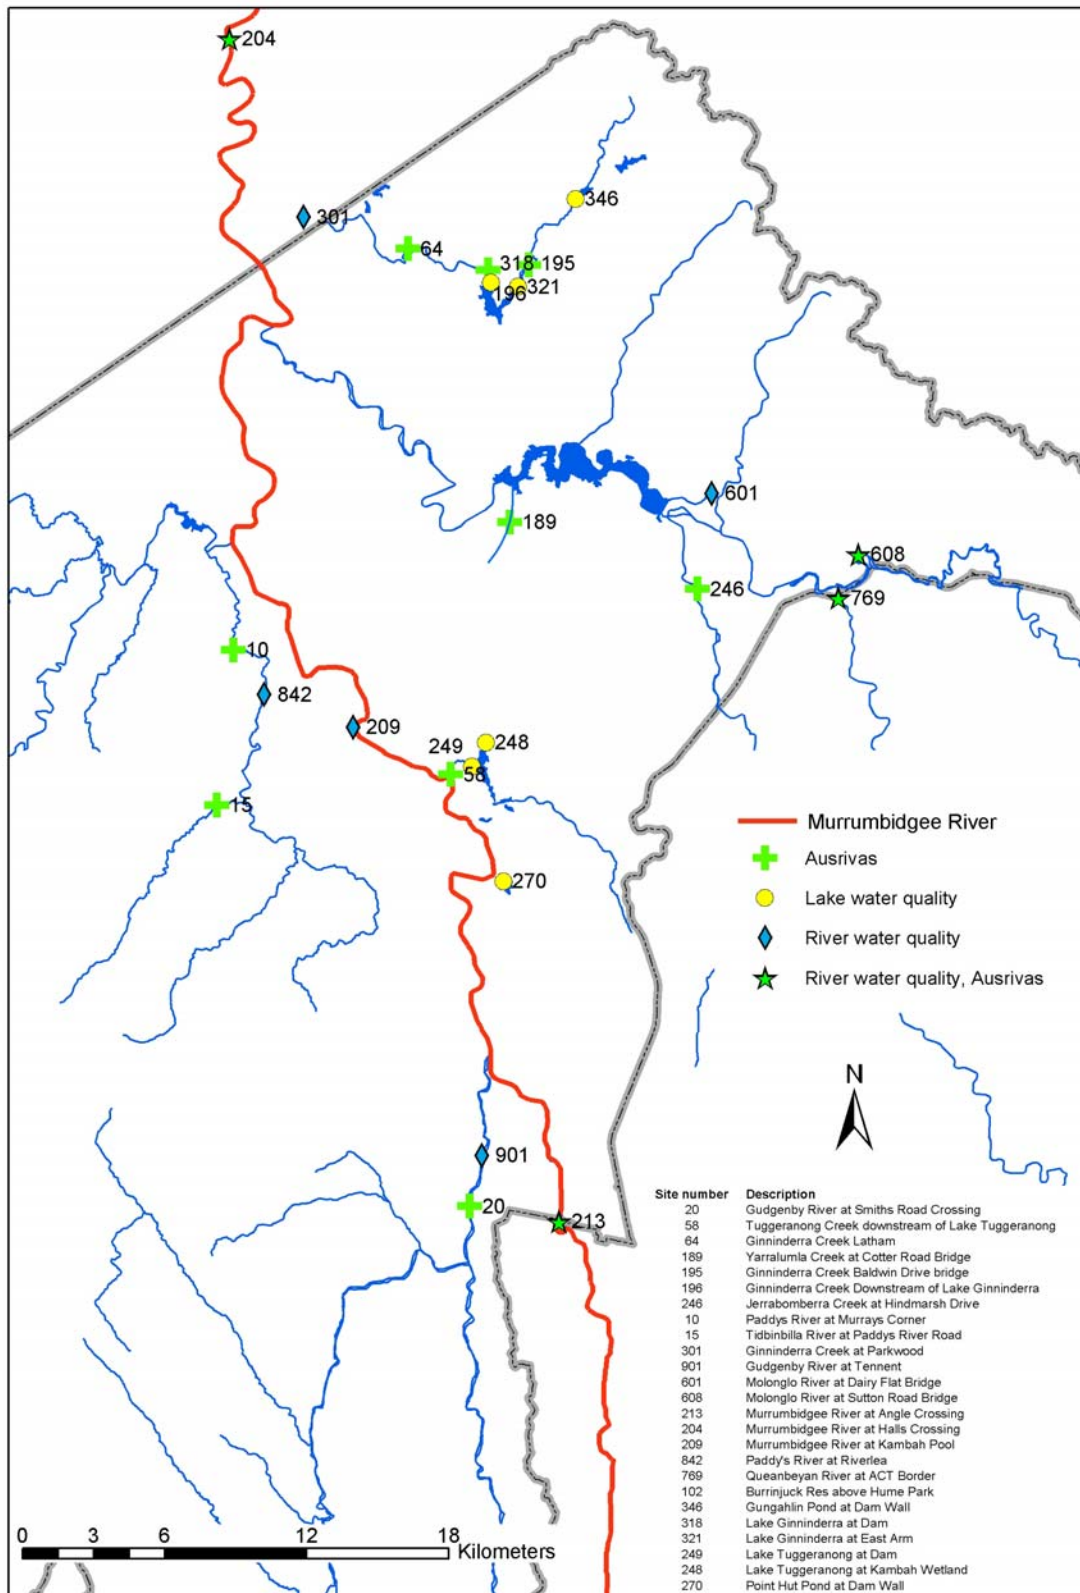 204
346
301
64
318 195
196
321
601
189
608
246
769
10
842
209
249
248
58
15
270
Murrumbidgee River
Ausrivas
Lake water quality
River water quality
River water quality, Ausrivas
N
901
20
213
Site number Description
20 Gudgenby River at Smiths Road Crossing
58 Tuggeranong Creek downstream of Lake Tuggeranong
64 Ginninderra Creek Latham
189 Yarralumla Creek at Cotter Road Bridge
195 Ginninderra Creek Baldwin Drive bridge
196 Ginninderra Creek Downstream of Lake Ginninderra
246 Jerrabomberra Creek at Hindmarsh Drive
10 Paddys River at Murrays Corner
15 Tidbinbilla River at Paddys River Road
301 Ginninderra Creek at Parkwood
901 Gudgenby River at Tennent
601 Molonglo River at Dairy Flat Bridge
608 Molonglo River at Sutton Road Bridge
213 Murrumbidgee River at Angle Crossing
204 Murrumbidgee River at Halls Crossing
209 Murrumbidgee River at Kambah Pool
842 Paddy's River at Riverlea
769 Queanbeyan River at ACT Border
102 Burrinjuck Res above Hume Park
346 Gungahlin Pond at Dam Wall
318 Lake Ginninderra at Dam
321 Lake Ginninderra at East Arm
249 Lake Tuggeranong at Dam
248 Lake Tuggeranong at Kambah Wetland
270 Point Hut Pond at Dam Wall
0 3 6 12 18
Kilometers